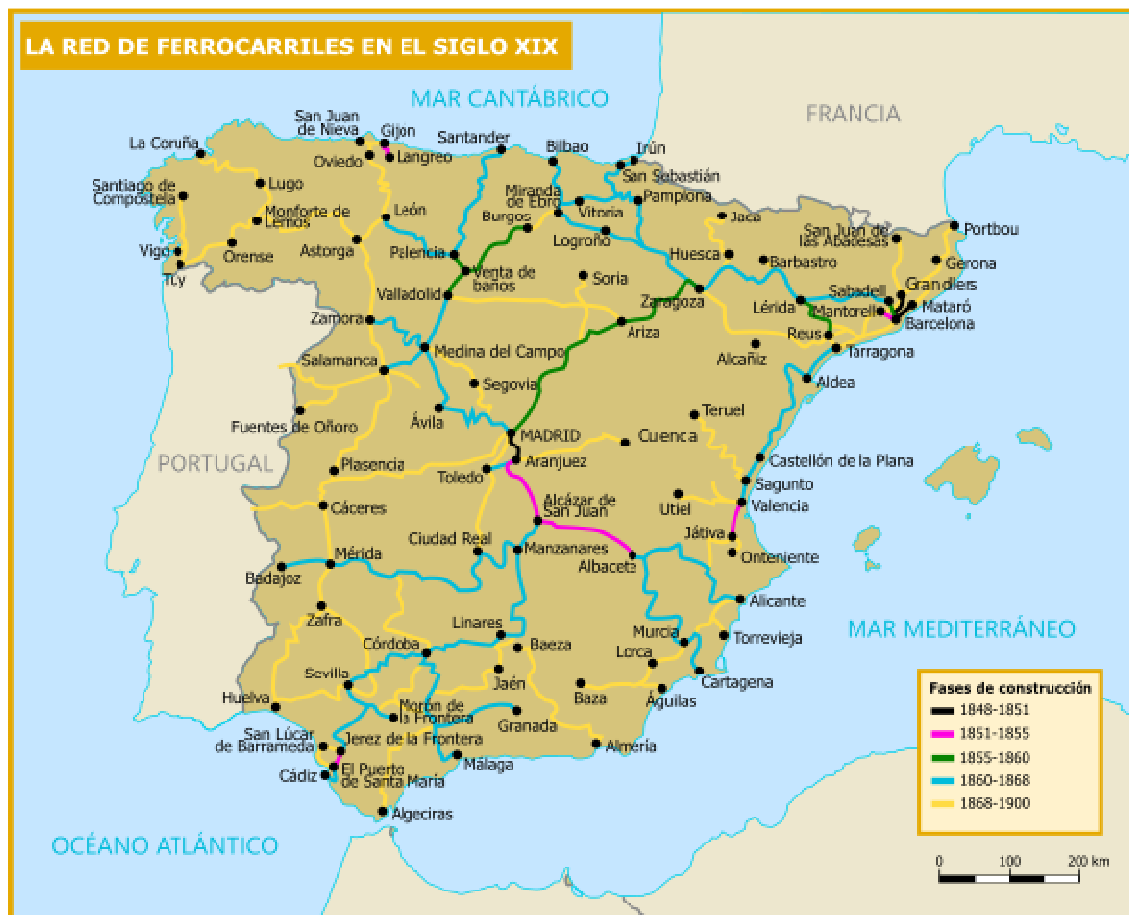 LA RED DE FERROCARRILES EN EL SIGLO XIX
MAR CANTÁBRICO
FRANCIA
San Juan
de Nieva
Gijon
Santander
Bilbao
Irún
La Coruña
Oviedo
Langreo
San Sebastián
Santiago de
Compostela
Lugo
Miranda
de Ebro
Pamplona
Monforte de
Lemos
León
Burgos
Vitoria
Jaca
San Juan de
las Abadesas
Portbou
Vigo
Orense
Astorga
Palencia
Logroño
Huesca
Barbastro
Gerona
Tuy
Venta de
baños
Soria
Granollers
Valladolid
Zaragoza
Lérida
Sabadell
Mataró
Martorell
Zamora
Ariza
Reus
Barcelona
Medina del Campo
Alcañiz
Tarragona
Salamanca
Segovia
Aldea
Fuentes de Oñoro
Ávila
Teruel
MADRID
Cuenca
PORTUGAL
Plasencia
Aranjuez
Castellón de la Plana
Toledo
Sagunto
Cáceres
Alcázar de
San Juan
Utiel
Valencia
Ciudad Real
Játiva
Mérida
Manzanares
Onteniente
Badajoz
Albacete
Zafra
Alicante
Linares
Murcia
Torrevieja
MAR MEDITERRÁNEO
Córdoba
Baeza
Lorca
Sevilla
Jaén
Cartagena
Huelva
Morón de
la Frontera
Baza
Águilas
Granada
San Lúcar
de Barrameda
Jerez de la Frontera
Almería
Cádiz
El Puerto
de Santa María
Málaga
Algeciras
OCÉANO ATLÁNTICO
Fases de construcción
1848-1851
1851-1855
1855-1860
1860-1868
1868-1900
0 100 200 km